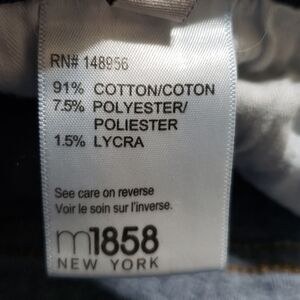 RN# 148956
91% COTTON/COTON
7.5% POLYESTER/
POLIESTER
1.5% LYCRA
See care on reverse
Voir le soin sur l'inverse.
m1858
NEW YORK